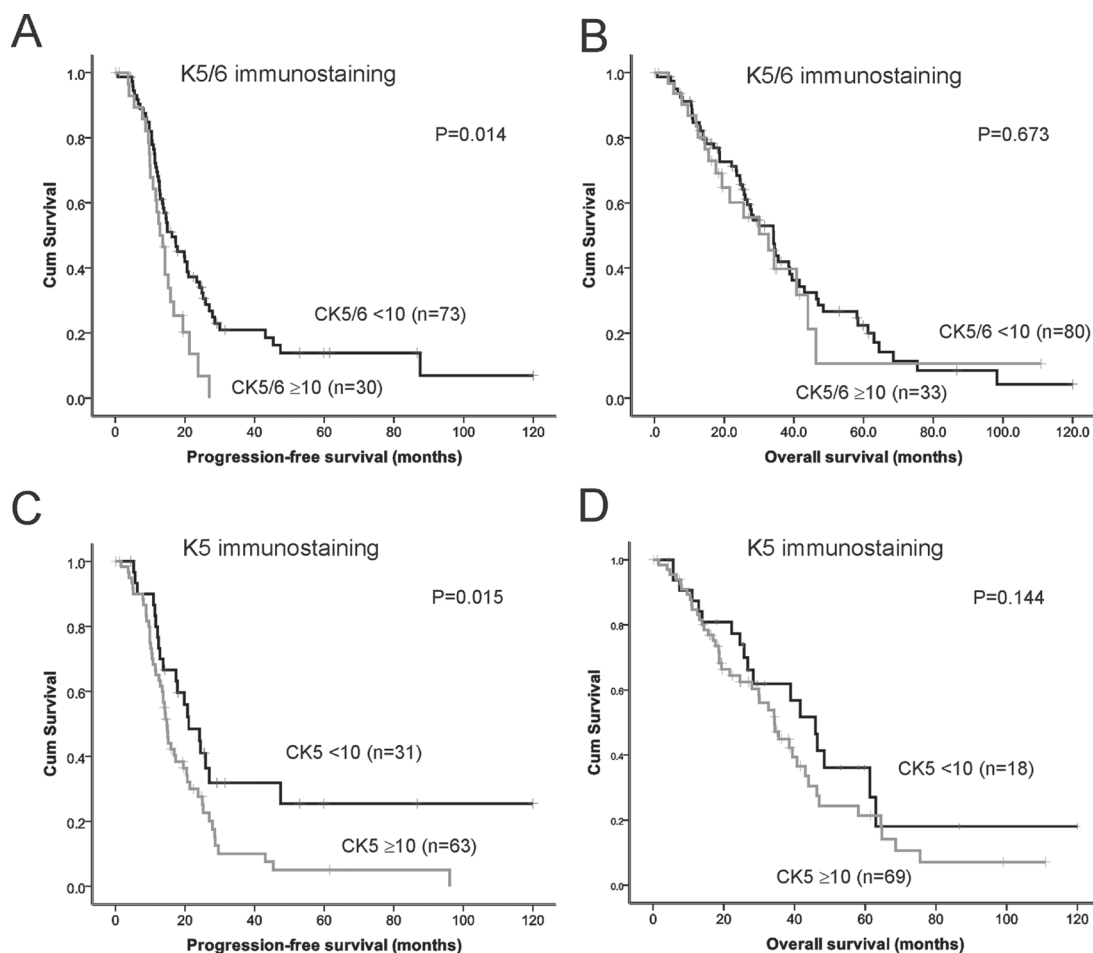 A
K5/6 immunostaining
P=0.014
Cum Survival
1.0
0.8
0.6
0.4
0.2
0.0
CK5/6 <10 (n=73)
CK5/6 ≥10 (n=30)
0 20 40 60 80 100 120
Progression-free survival (months)
B
K5/6 immunostaining
P=0.673
Cum Survival
1.0
0.8
0.6
0.4
0.2
0.0
CK5/6 <10 (n=80)
CK5/6 ≥10 (n=33)
.0 20.0 40.0 60.0 80.0 100.0 120.0
Overall survival (months)
C
K5 immunostaining
P=0.015
Cum Survival
1.0
0.8
0.6
0.4
0.2
0.0
CK5 <10 (n=31)
CK5 ≥10 (n=63)
0 20 40 60 80 100 120
Progression-free survival (months)
D
K5 immunostaining
P=0.144
Cum Survival
1.0
0.8
0.6
0.4
0.2
0.0
CK5 <10 (n=18)
CK5 ≥10 (n=69)
0 20 40 60 80 100 120
Overall survival (months)